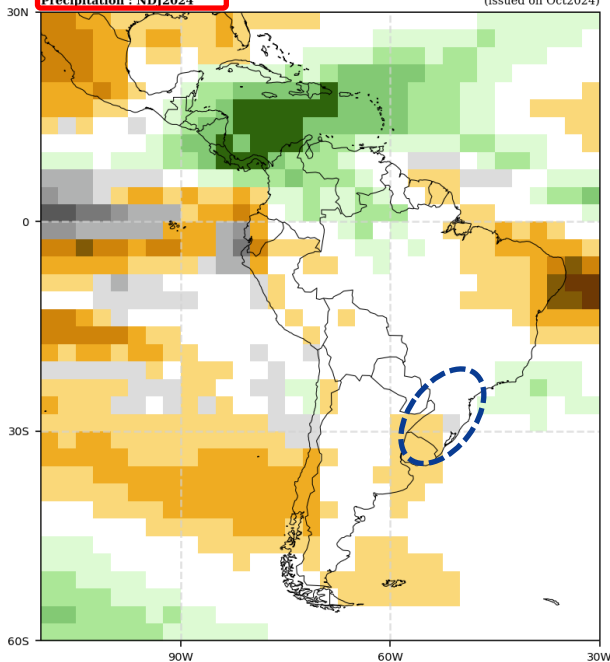 Precipitation : NDJ2024
(issued on Oct2024)
30N
0
30S
60S
90W
60W
30W